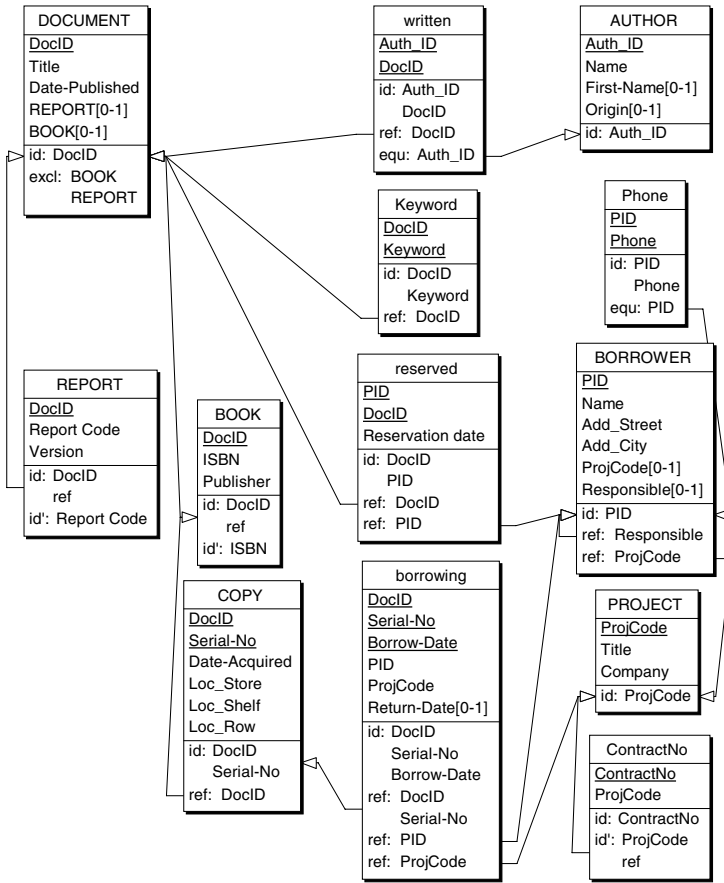 DOCUMENT
DocID
Title
Date-Published
REPORT[0-1]
BOOK[0-1]
id: DocID
excl: BOOK
REPORT
written
Auth_ID
DocID
id: Auth_ID
DocID
ref: DocID
equ: Auth_ID
AUTHOR
Auth_ID
Name
First-Name[0-1]
Origin[0-1]
id: Auth_ID
Keyword
DocID
Keyword
id: DocID
Keyword
ref: DocID
Phone
PID
Phone
id: PID
Phone
equ: PID
REPORT
DocID
Report Code
Version
id: DocID
ref
id': Report Code
BOOK
DocID
ISBN
Publisher
id: DocID
ref
id': ISBN
reserved
PID
DocID
Reservation date
id: DocID
PID
ref: DocID
ref: PID
BORROWER
PID
Name
Add_Street
Add_City
ProjCode[0-1]
Responsible[0-1]
id: PID
ref: Responsible
ref: ProjCode
COPY
DocID
Serial-No
Date-Acquired
Loc_Store
Loc_Shelf
Loc_Row
id: DocID
Serial-No
ref: DocID
borrowing
DocID
Serial-No
Borrow-Date
PID
ProjCode
Return-Date[0-1]
id: DocID
Serial-No
Borrow-Date
ref: DocID
Serial-No
ref: PID
ref: ProjCode
PROJECT
ProjCode
Title
Company
id: ProjCode
ContractNo
ContractNo
ProjCode
id: ContractNo
id': ProjCode
ref